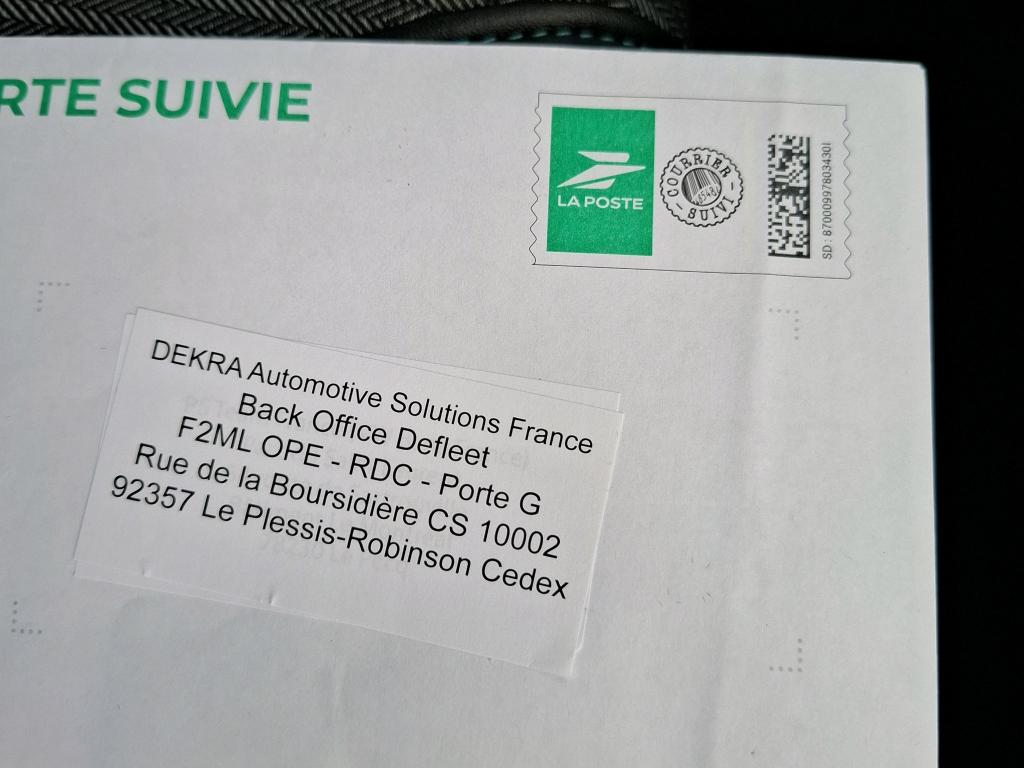 RTE SUIVIE
LA POSTE
COURRIER
SUIVI
SD : 87000997803430I
DEKRA Automotive Solutions France
Back Office Defleet
F2ML OPE - RDC - Porte G
Rue de la Boursidière CS 10002
92357 Le Plessis-Robinson Cedex